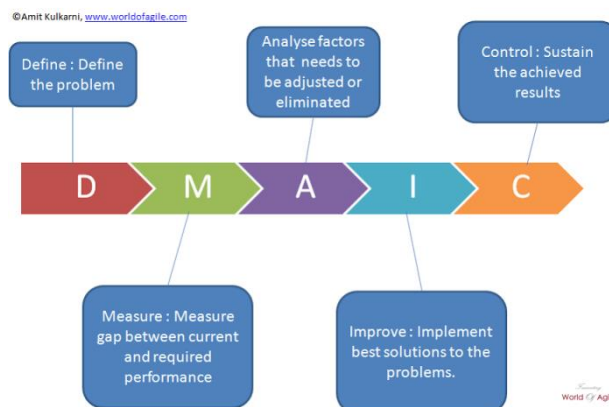 ©Amit Kulkarni, www.worldofagile.com
Define : Define
the problem
Analyse factors
that needs to
be adjusted or
eliminated
Control : Sustain
the achieved
results
D M A I C
Measure : Measure
gap between current
and required
performance
Improve : Implement
best solutions to the
problems.
World Of Agi